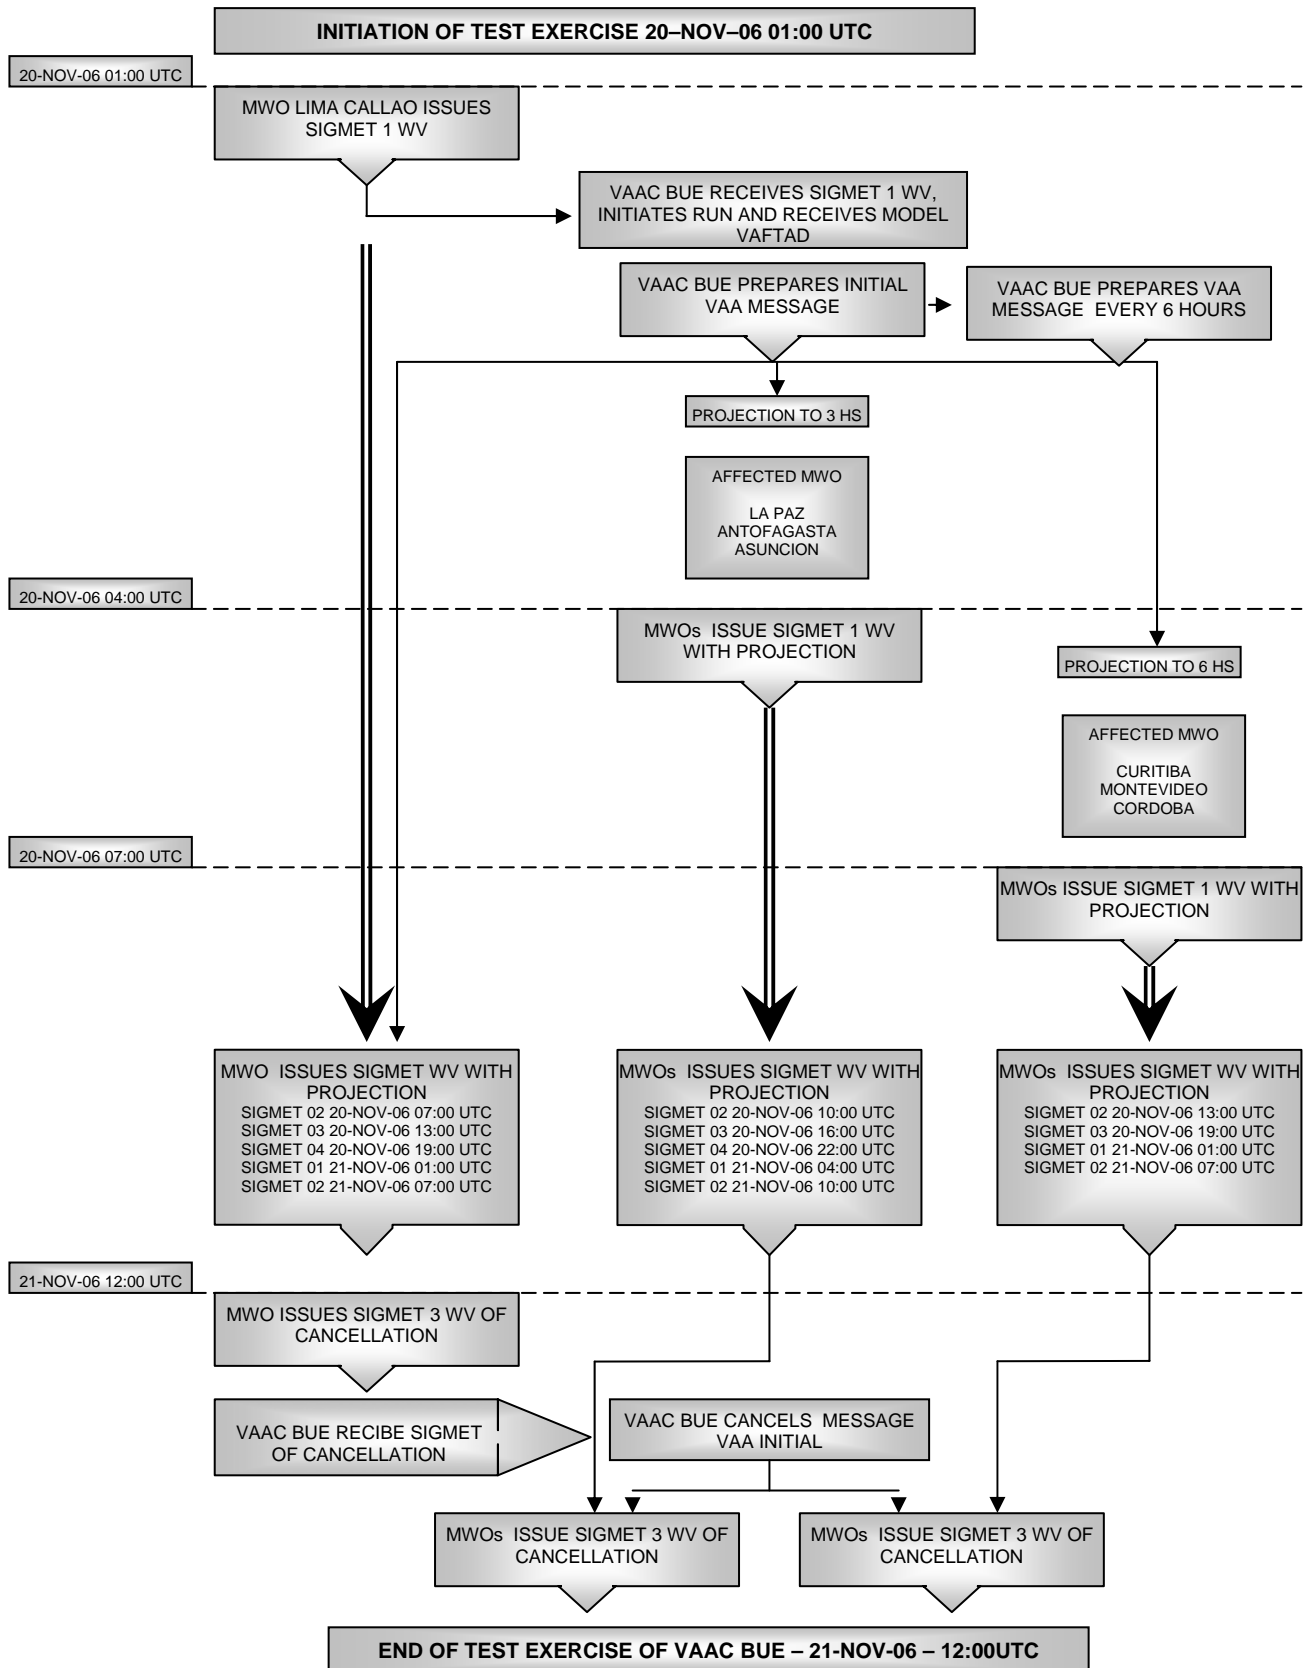 INITIATION OF TEST EXERCISE 20–NOV–06 01:00 UTC
20-NOV-06 01:00 UTC
MWO LIMA CALLAO ISSUES
SIGMET 1 WV
VAAC BUE RECEIVES SIGMET 1 WV,
INITIATES RUN AND RECEIVES MODEL
VAFTAD
VAAC BUE PREPARES INITIAL
VAA MESSAGE
VAAC BUE PREPARES VAA
MESSAGE EVERY 6 HOURS
PROJECTION TO 3 HS
AFFECTED MWO
LA PAZ
ANTOFAGASTA
ASUNCION
20-NOV-06 04:00 UTC
MWOs ISSUE SIGMET 1 WV
WITH PROJECTION
PROJECTION TO 6 HS
AFFECTED MWO
CURITIBA
MONTEVIDEO
CORDOBA
20-NOV-06 07:00 UTC
MWOs ISSUE SIGMET 1 WV WITH
PROJECTION
MWO ISSUES SIGMET WV WITH
PROJECTION
SIGMET 02 20-NOV-06 07:00 UTC
SIGMET 03 20-NOV-06 13:00 UTC
SIGMET 04 20-NOV-06 19:00 UTC
SIGMET 01 21-NOV-06 01:00 UTC
SIGMET 02 21-NOV-06 07:00 UTC
MWOs ISSUES SIGMET WV WITH
PROJECTION
SIGMET 02 20-NOV-06 10:00 UTC
SIGMET 03 20-NOV-06 16:00 UTC
SIGMET 04 20-NOV-06 22:00 UTC
SIGMET 01 21-NOV-06 04:00 UTC
SIGMET 02 21-NOV-06 10:00 UTC
MWOs ISSUES SIGMET WV WITH
PROJECTION
SIGMET 02 20-NOV-06 13:00 UTC
SIGMET 03 20-NOV-06 19:00 UTC
SIGMET 01 21-NOV-06 01:00 UTC
SIGMET 02 21-NOV-06 07:00 UTC
21-NOV-06 12:00 UTC
MWO ISSUES SIGMET 3 WV OF
CANCELLATION
VAAC BUE RECIBE SIGMET
OF CANCELLATION
VAAC BUE CANCELS MESSAGE
VAA INITIAL
MWOs ISSUE SIGMET 3 WV OF
CANCELLATION
MWOs ISSUE SIGMET 3 WV OF
CANCELLATION
END OF TEST EXERCISE OF VAAC BUE – 21-NOV-06 – 12:00UTC